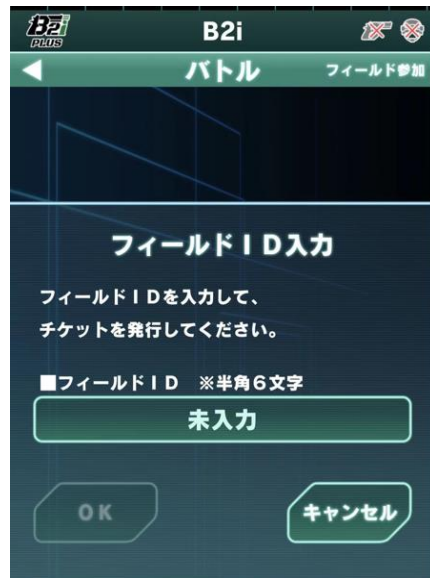 B2i
PLUS
B2i
バトル
フィールド参加
フィールドID入力
フィールドIDを入力して、
チケットを発行してください。
■フィールドID ※半角6文字
未入力
OK
キャンセル